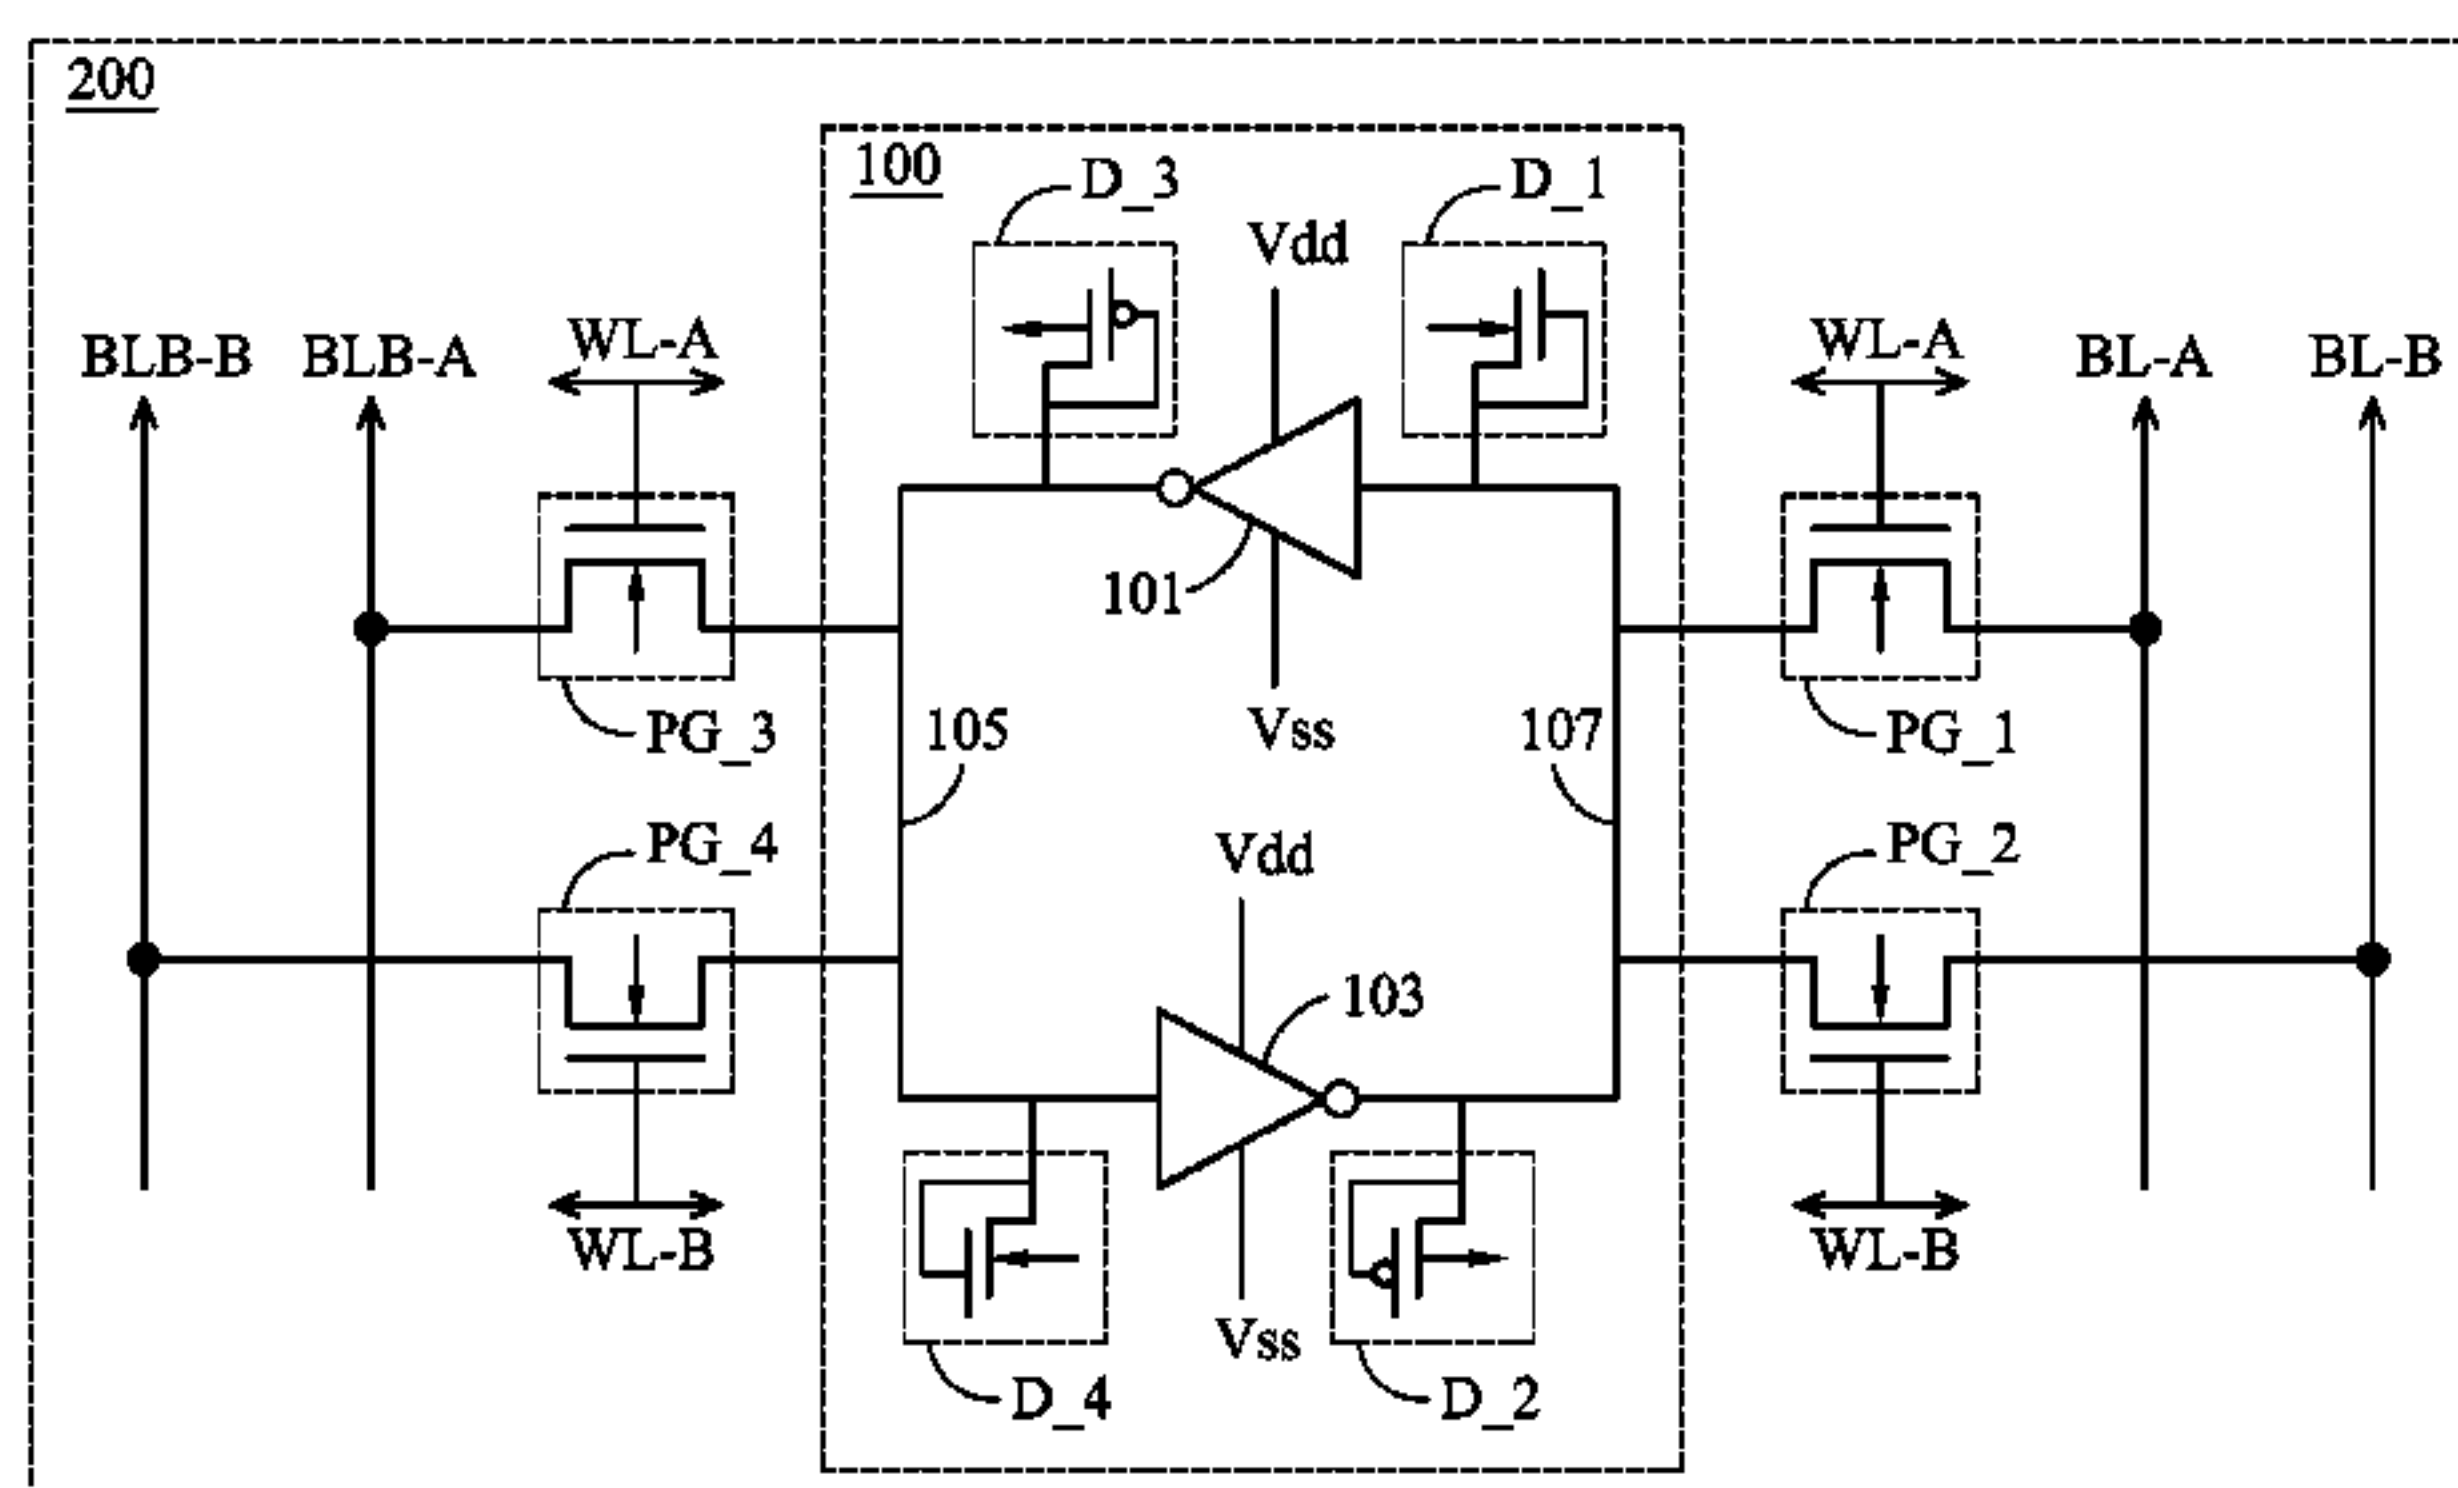 200
100
D_3
D_1
Vdd
BLB-B
BLB-A
WL-A
WL-A
BL-A
BL-B
101
PG_3
105
Vss
107
PG_1
PG_4
Vdd
PG_2
103
WL-B
WL-B
Vss
D_4
D_2